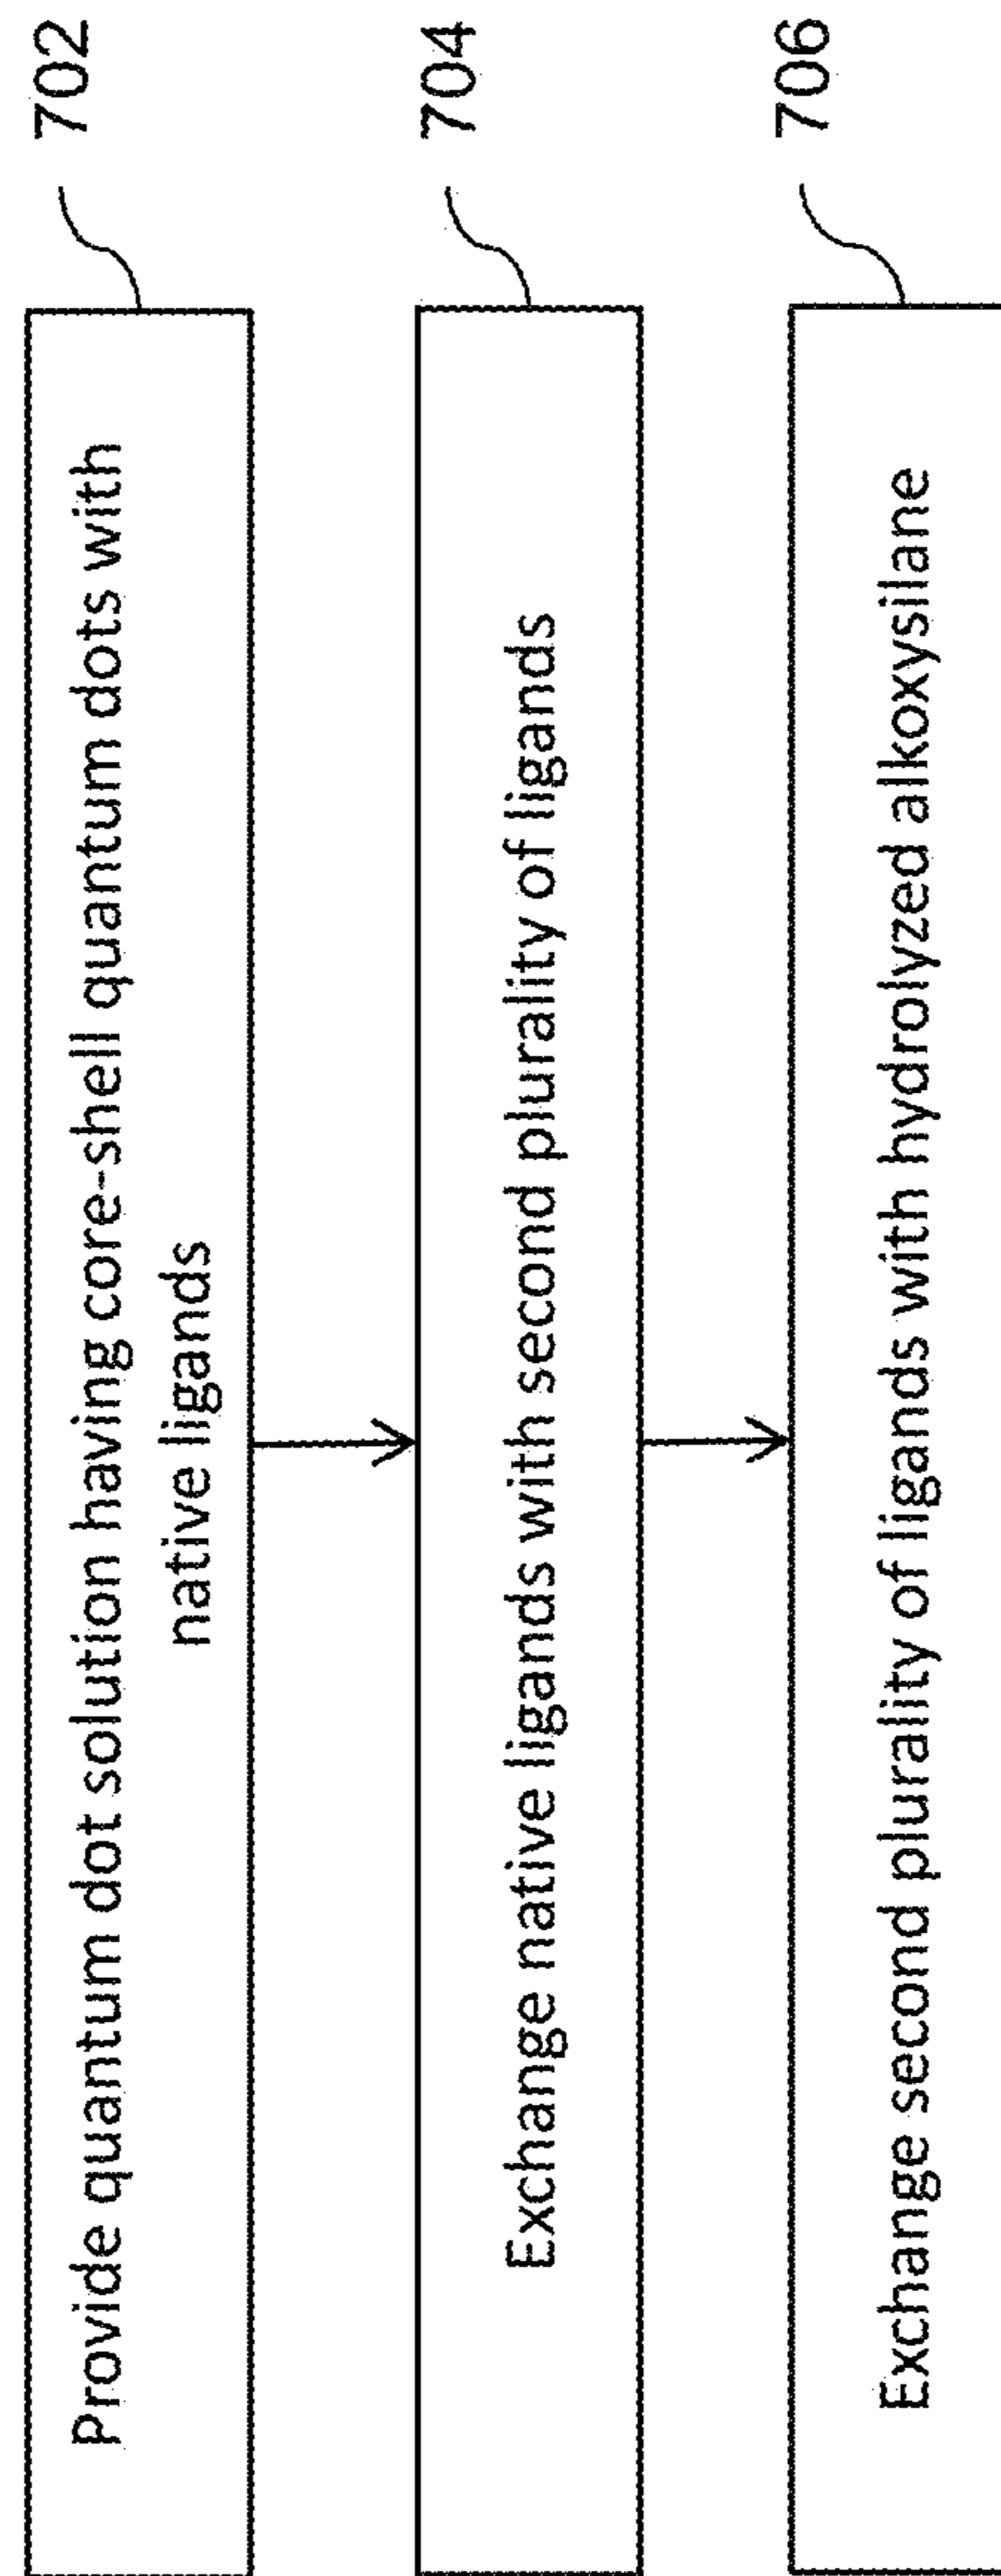 Provide quantum dot solution having core-shell quantum dots with
native ligands
702
Exchange native ligands with second plurality of ligands
704
Exchange second plurality of ligands with hydrolyzed alkoxysilane
706